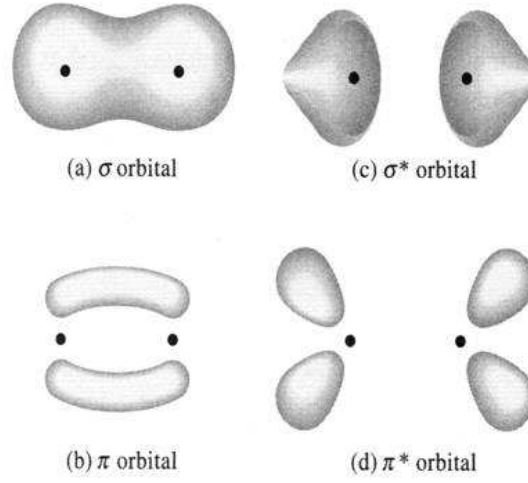 (a) σ orbital
(c) σ* orbital
(b) π orbital
(d) π* orbital